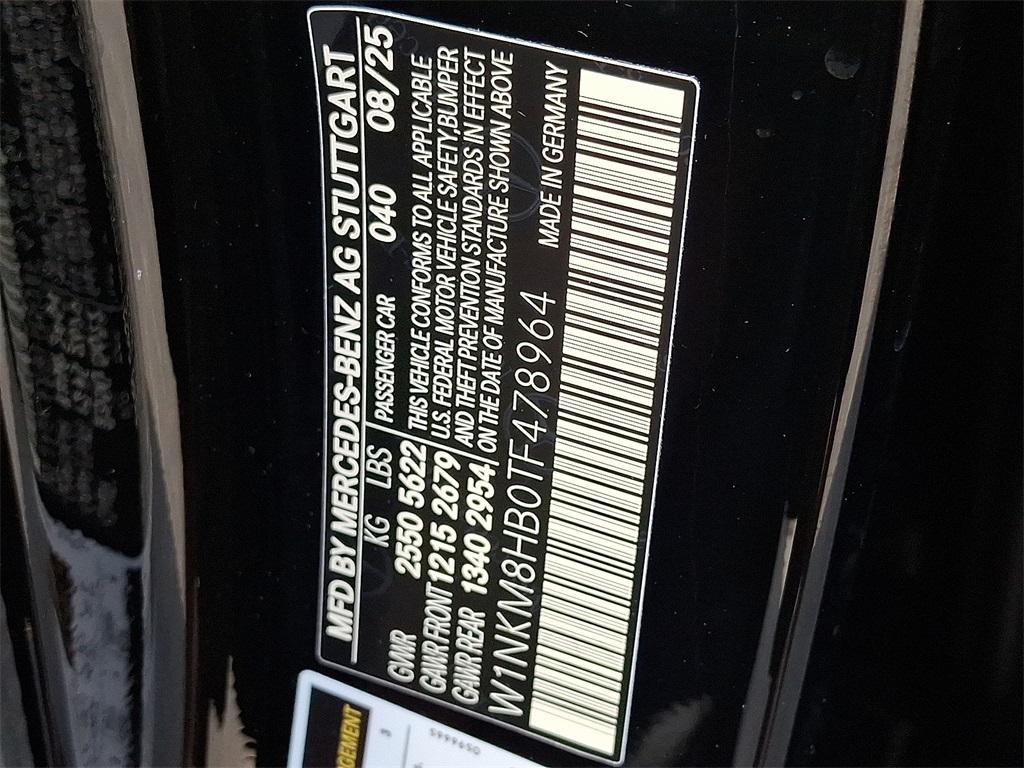 MFD BY MERCEDES-BENZ AG STUTTGART
KG LBS PASSENGER CAR 040 08/25
GWR 2550 5622 THIS VEHICLE CONFORMS TO ALL APPLICABLE
GAWR FRONT 1215 2679 U.S. FEDERAL MOTOR VEHICLE SAFETY, BUMPER
GAWR REAR 1340 2954 AND THEFT PREVENTION STANDARDS IN EFFECT
ON THE DATE OF MANUFACTURE SHOWN ABOVE
W1NKM8HB0TF478964 MADE IN GERMANY
3